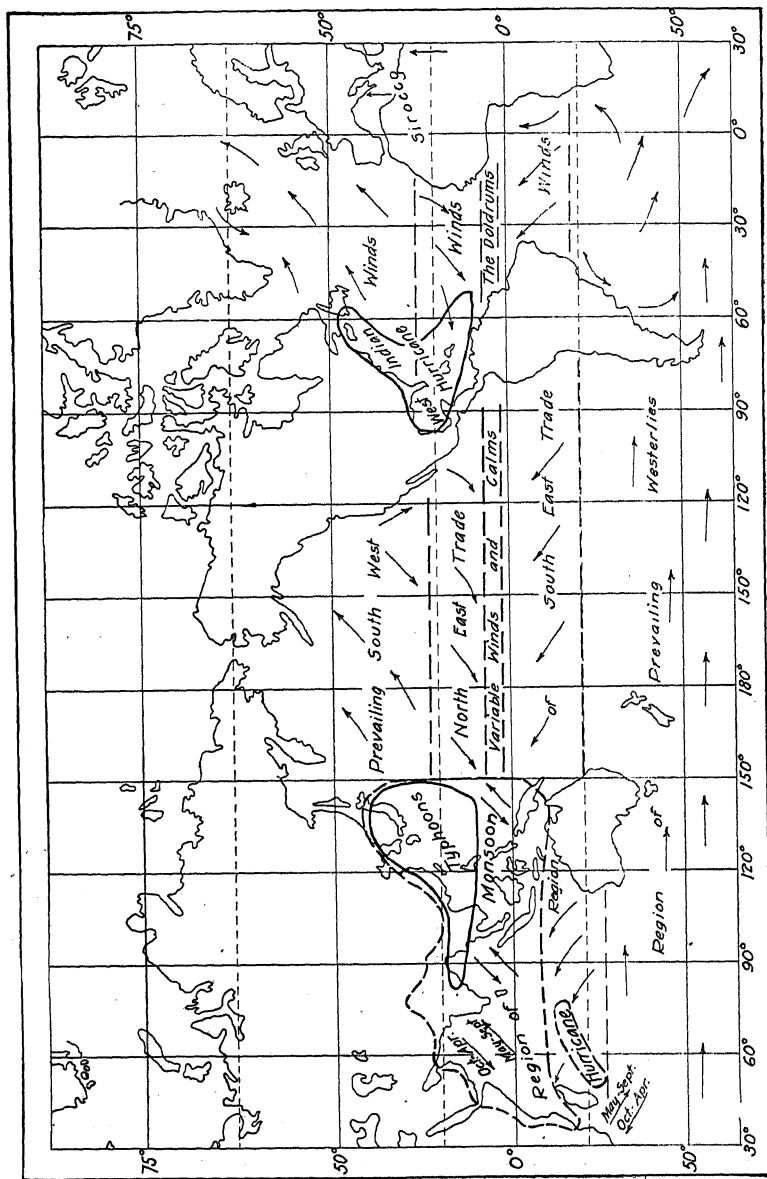 75° 50° 0° 50°
30° 60° 90° 120° 150° 180° 150° 120° 90° 60° 30° 0° 30°
Sirocco
Prevailing South West Winds
West Indian Hurricane
Typhoons
North East Trade Winds
Variable Winds and Calms
The Doldrums
Monsoon
Region of
Region
Oct.-Apr.
May-Sept
South East Trade Winds
of
Hurricane
May-Sept.
Oct. Apr.
Region of Prevailing Westerlies
75° 50° 0° 50°